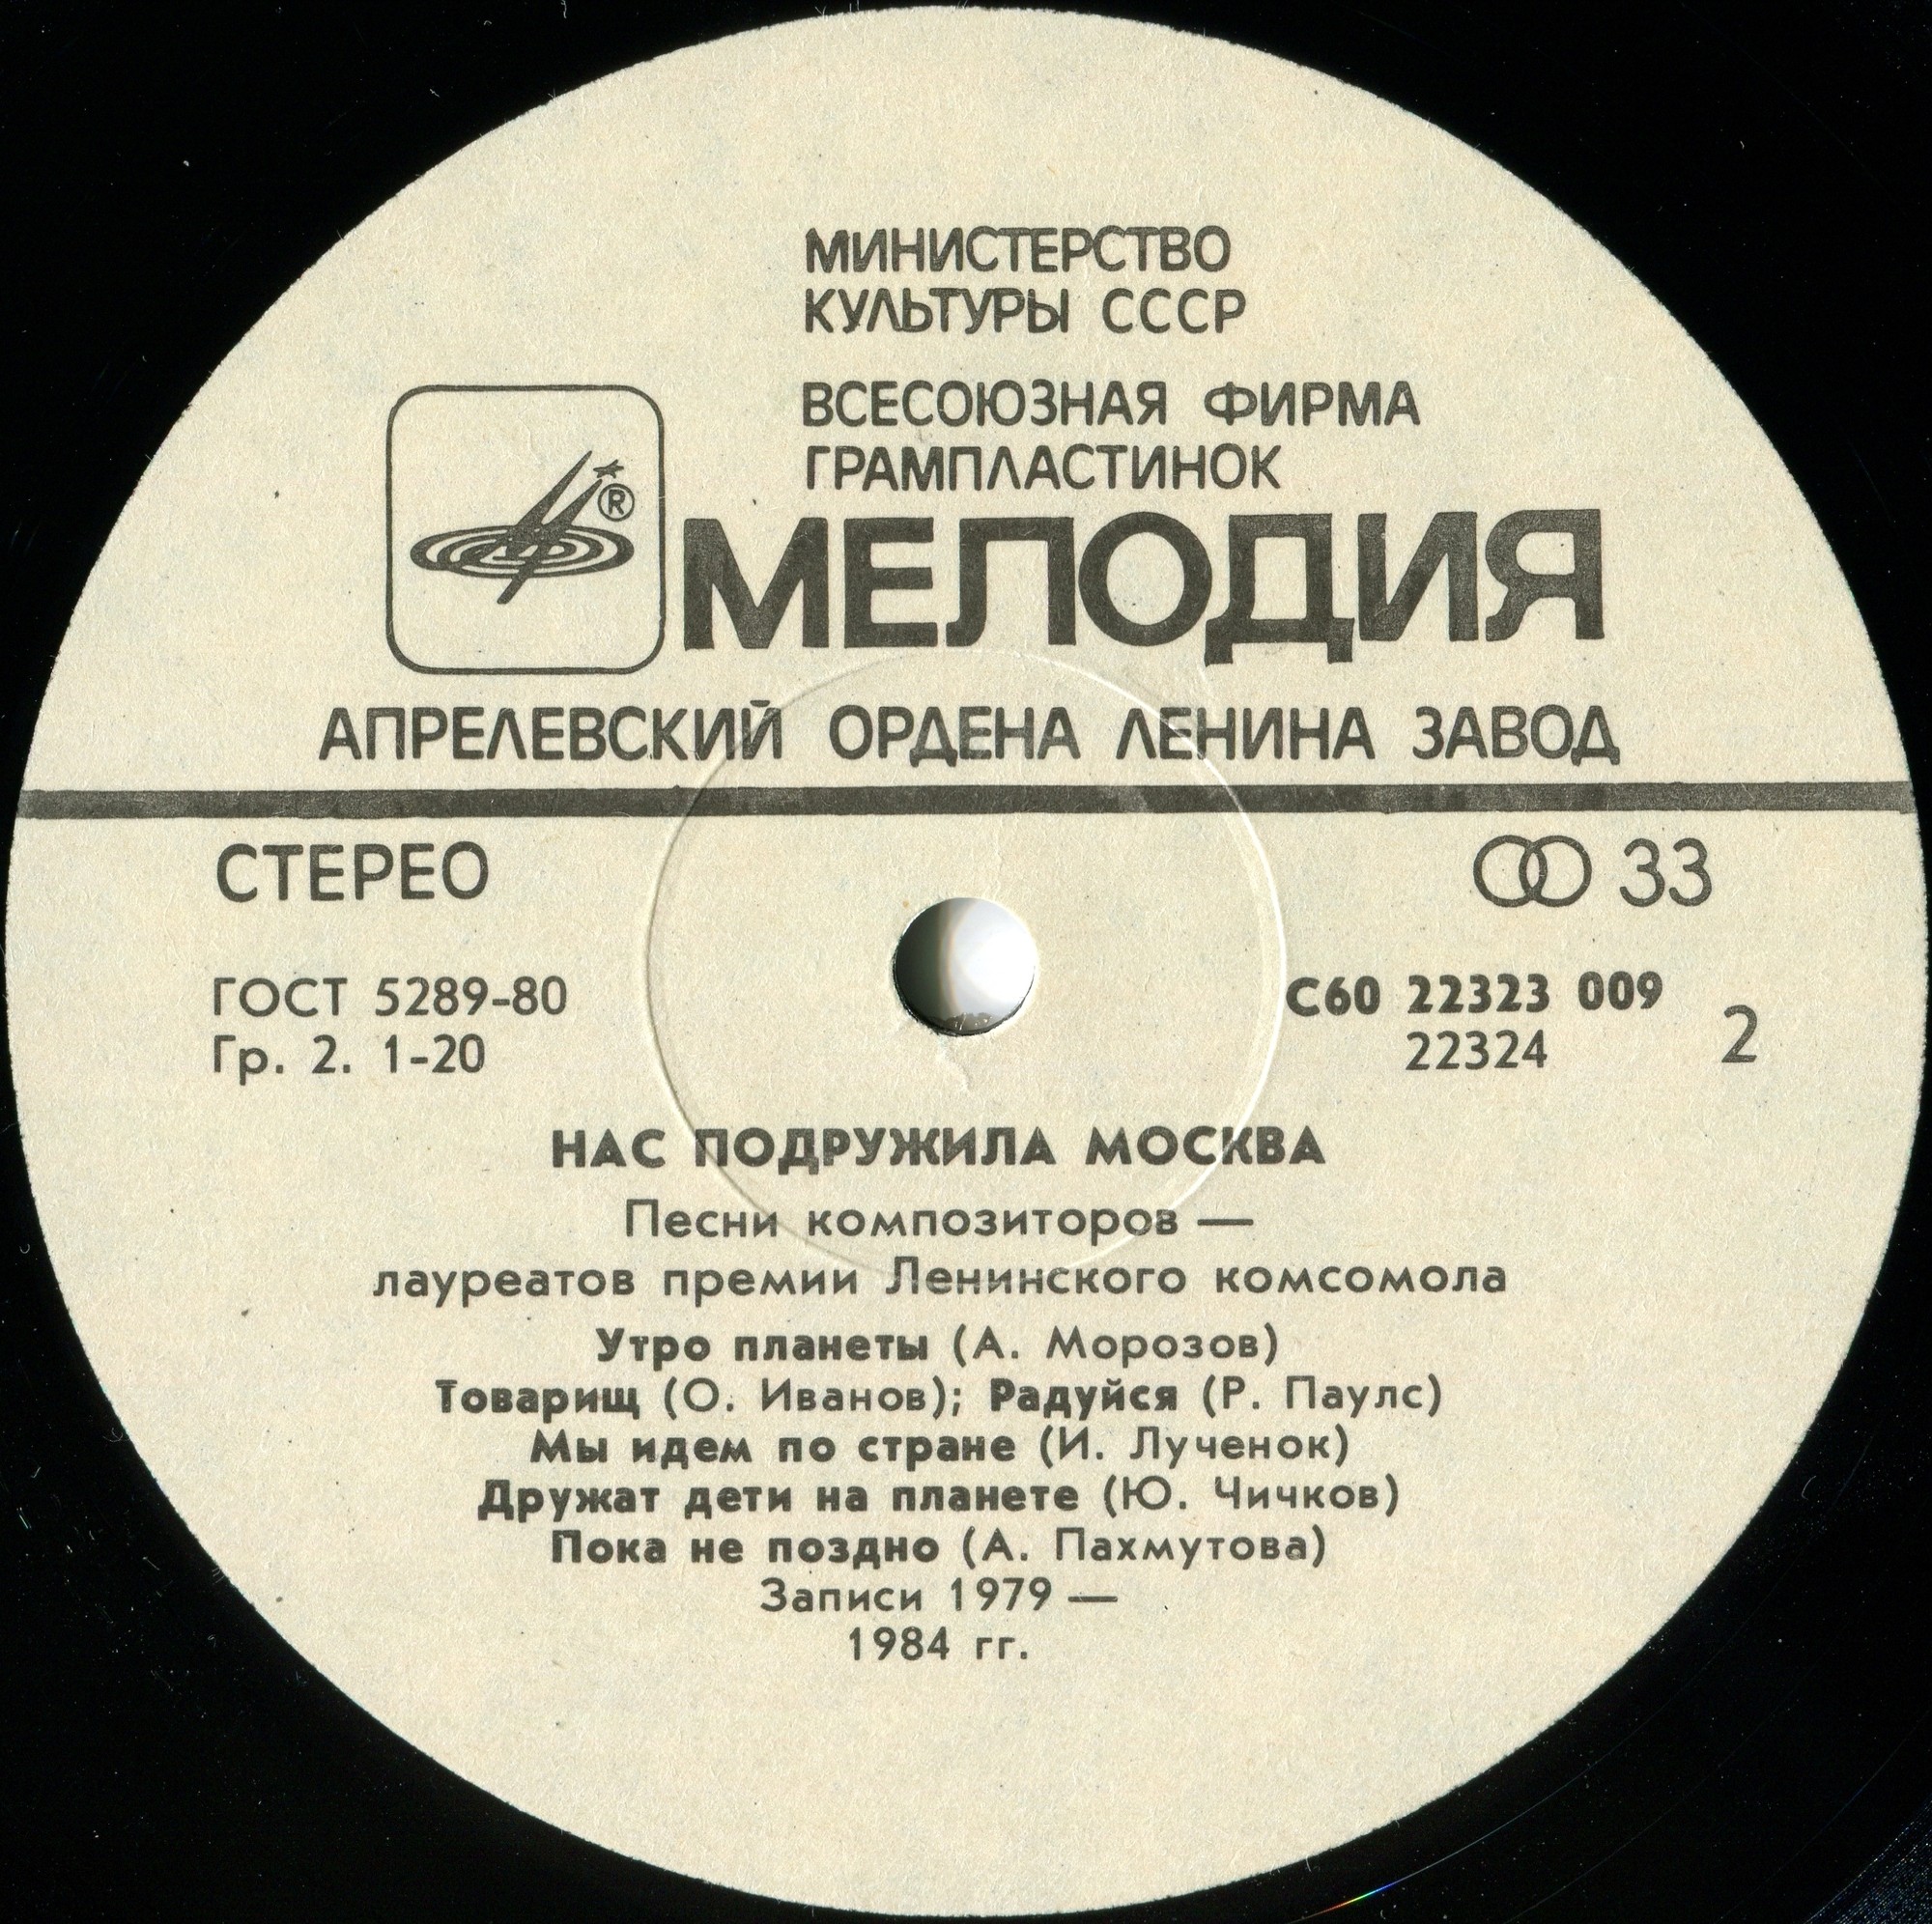 МИНИСТЕРСТВО
КУЛЬТУРЫ СССР
ВСЕСОЮЗНАЯ ФИРМА
ГРАМПЛАСТИНОК
®
МЕЛОДИЯ
АПРЕЛЕВСКИЙ ОРДЕНА ЛЕНИНА ЗАВОД
СТЕРЕО
33
ГОСТ 5289-80
Гр. 2. 1-20
С60 22323 009
22324
2
НАС ПОДРУЖИЛА МОСКВА
Песни композиторов —
лауреатов премии Ленинского комсомола
Утро планеты (А. Морозов)
Товарищ (О. Иванов); Радуйся (Р. Паулс)
Мы идем по стране (И. Лученок)
Дружат дети на планете (Ю. Чичков)
Пока не поздно (А. Пахмутова)
Записи 1979 —
1984 гг.